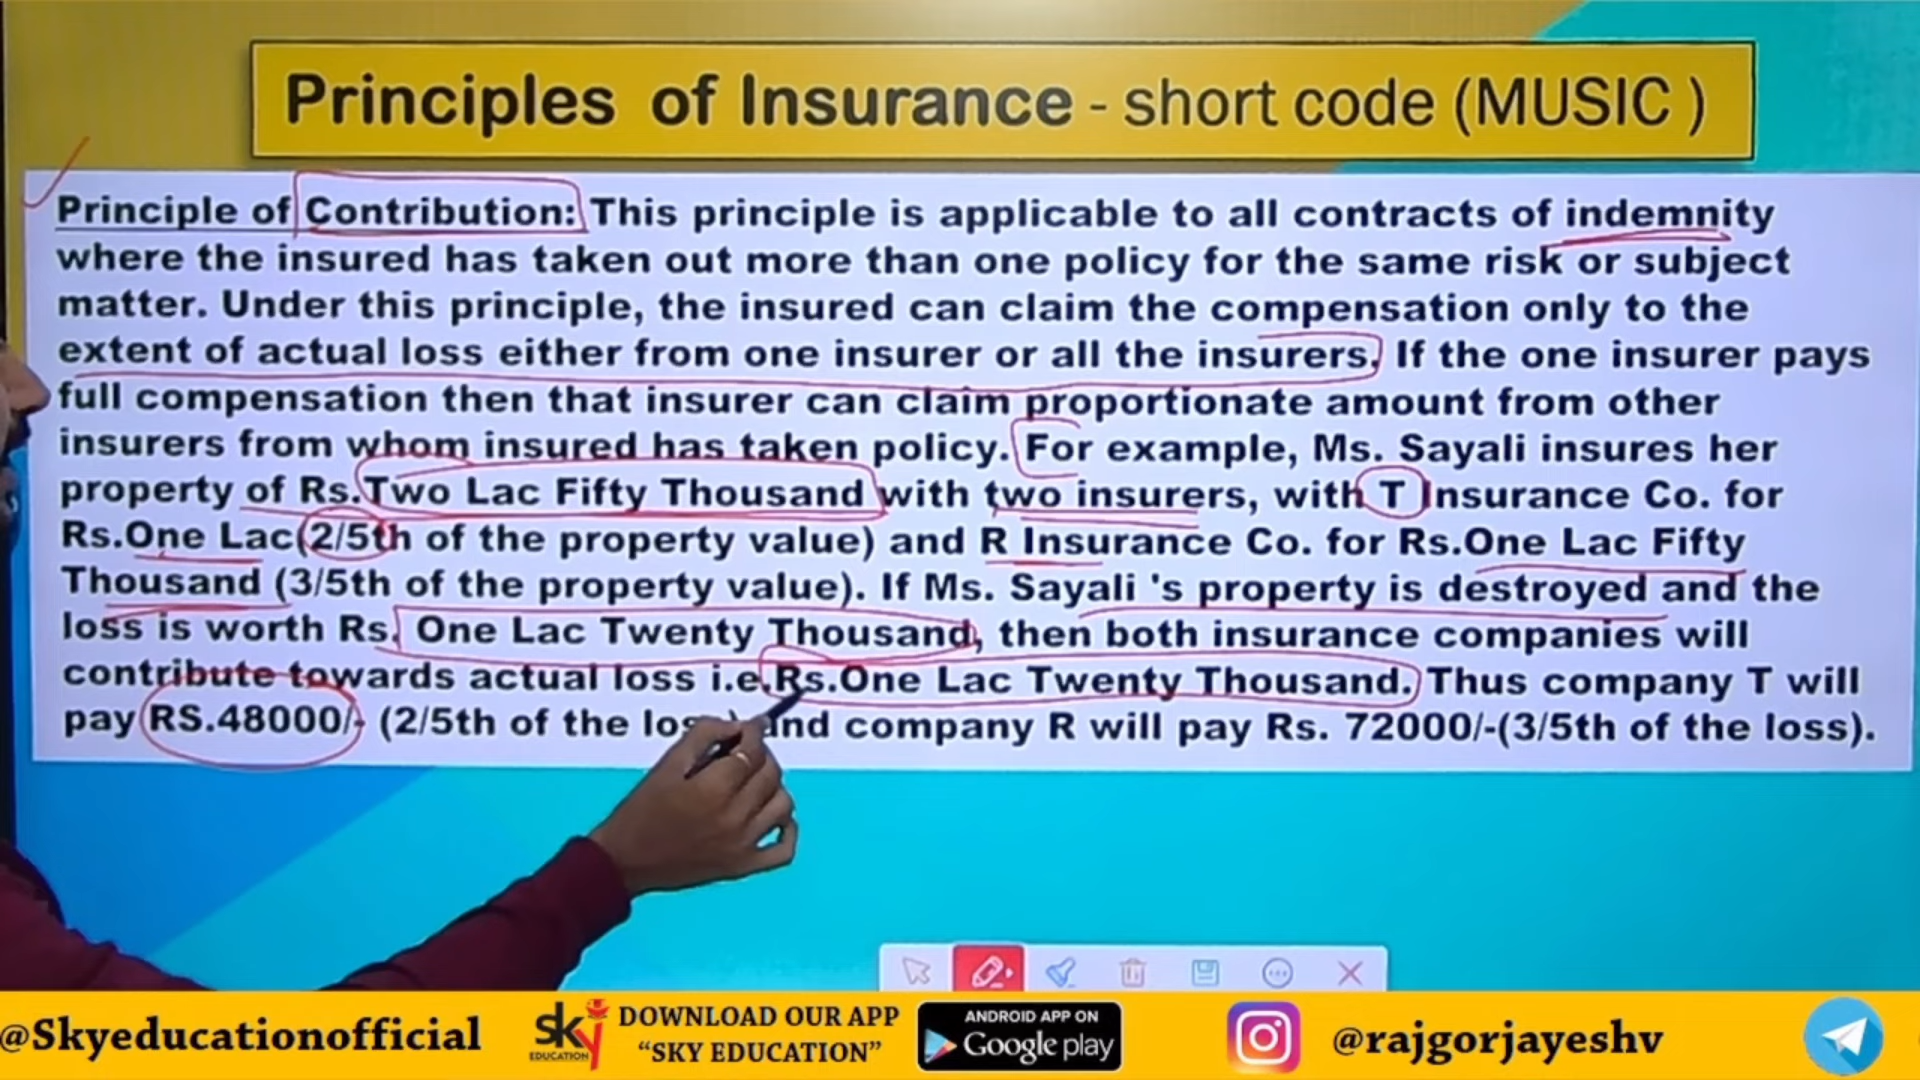 Principles of Insurance - short code (MUSIC )
Principle of Contribution: This principle is applicable to all contracts of indemnity
where the insured has taken out more than one policy for the same risk or subject
matter. Under this principle, the insured can claim the compensation only to the
extent of actual loss either from one insurer or all the insurers. If the one insurer pays
full compensation then that insurer can claim proportionate amount from other
insurers from whom insured has taken policy. For example, Ms. Sayali insures her
property of Rs.Two Lac Fifty Thousand with two insurers, with T Insurance Co. for
Rs.One Lac(2/5th of the property value) and R Insurance Co. for Rs.One Lac Fifty
Thousand (3/5th of the property value). If Ms. Sayali 's property is destroyed and the
loss is worth Rs. One Lac Twenty Thousand, then both insurance companies will
contribute towards actual loss i.e.Rs.One Lac Twenty Thousand. Thus company T will
pay RS.48000/- (2/5th of the and company R will pay Rs. 72000/-(3/5th of the loss).
@Skyeducationofficial
sky
EDUCATION
DOWNLOAD OUR APP
“SKY EDUCATION”
ANDROID APP ON
Google play
@rajgorjayeshv